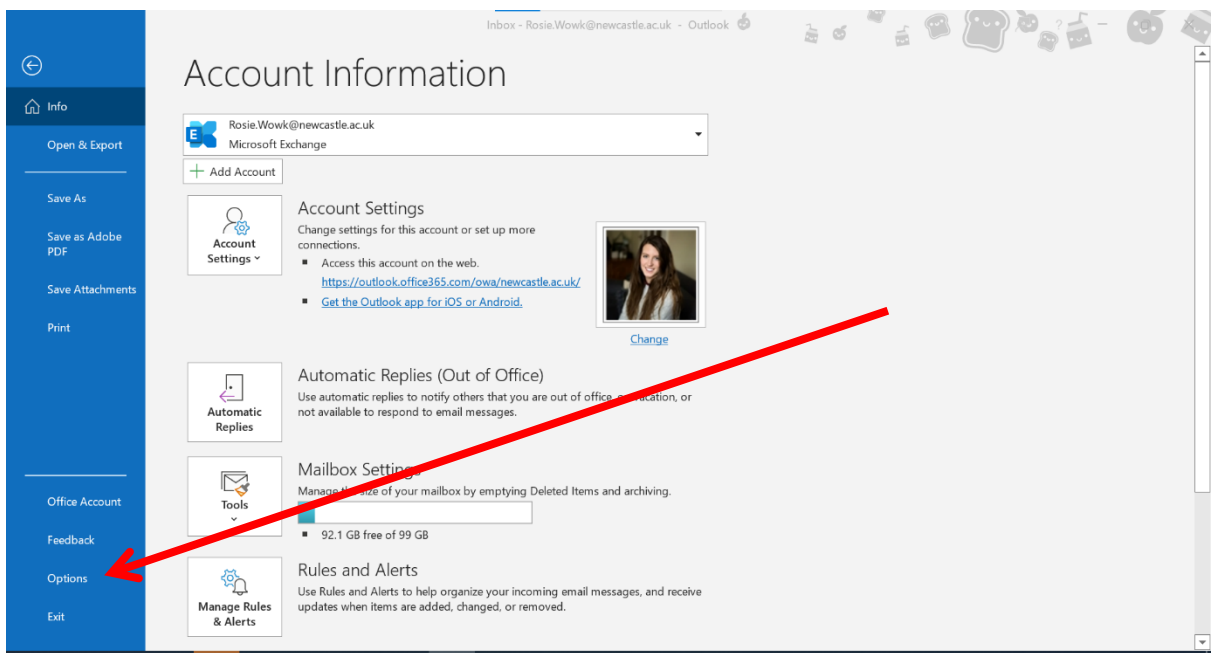 Inbox - Rosie.Wowk@newcastle.ac.uk - Outlook
?
Account Information
Info
Open & Export
Save As
Save as Adobe
PDF
Save Attachments
Print
Office Account
Feedback
Options
Exit
E
Rosie.Wowk@newcastle.ac.uk
Microsoft Exchange
Add Account
Account
Settings
Account Settings
Change settings for this account or set up more
connections.
▪ Access this account on the web.
https://outlook.office365.com/owa/newcastle.ac.uk/
▪ Get the Outlook app for iOS or Android.
Change
Automatic
Replies
Automatic Replies (Out of Office)
Use automatic replies to notify others that you are out of office, vacation, or
not available to respond to email messages.
Tools
Mailbox Settings
Manage the size of your mailbox by emptying Deleted Items and archiving.
▪ 92.1 GB free of 99 GB
Manage Rules
& Alerts
Rules and Alerts
Use Rules and Alerts to help organize your incoming email messages, and receive
updates when items are added, changed, or removed.